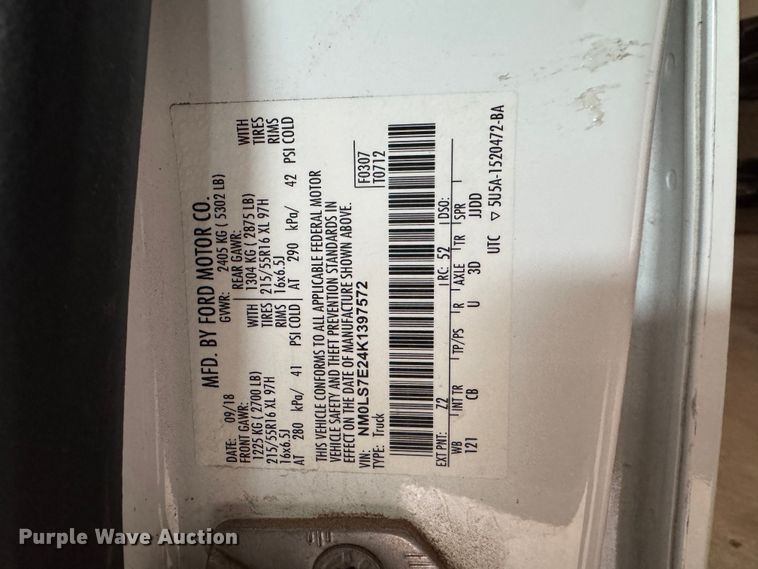 MFD. BY FORD MOTOR CO.
DATE: 09/18 GVWR: 2405 KG ( 5302 LB)
FRONT GAWR: REAR GAWR: WITH
1225 KG ( 2700 LB) WITH 1304 KG ( 2875 LB) TIRES
215/55R16 XL 97H TIRES 215/55R16 XL 97H RIMS
16x6.5J RIMS 16x6.5J
AT 280 kPa/ 41 PSI COLD AT 290 kPa/ 42 PSI COLD
THIS VEHICLE CONFORMS TO ALL APPLICABLE FEDERAL MOTOR
VEHICLE SAFETY AND THEFT PREVENTION STANDARDS IN
EFFECT ON THE DATE OF MANUFACTURE SHOWN ABOVE.
VIN: NM0LS7E24K1397572
TYPE: Truck
F0307
T0712
EXT PNT: Z2 RC: 52 DSO:
WB INT TR TP/PS R AXLE TR SPR
121 CB U 3D JJDD
UTC ▽ 5U5A-1520472-BA
Purple Wave Auction